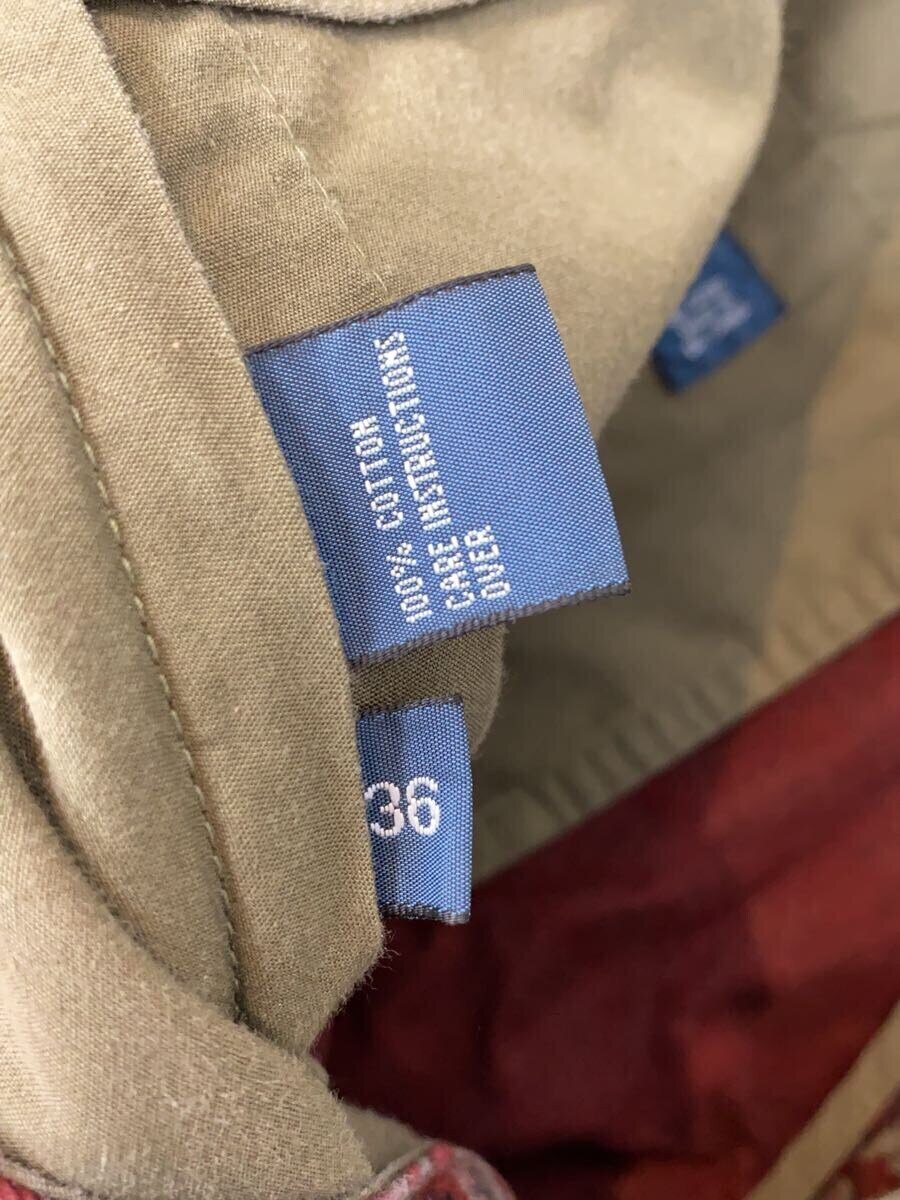 100% COTTON
CARE INSTRUCTIONS
OVER
36